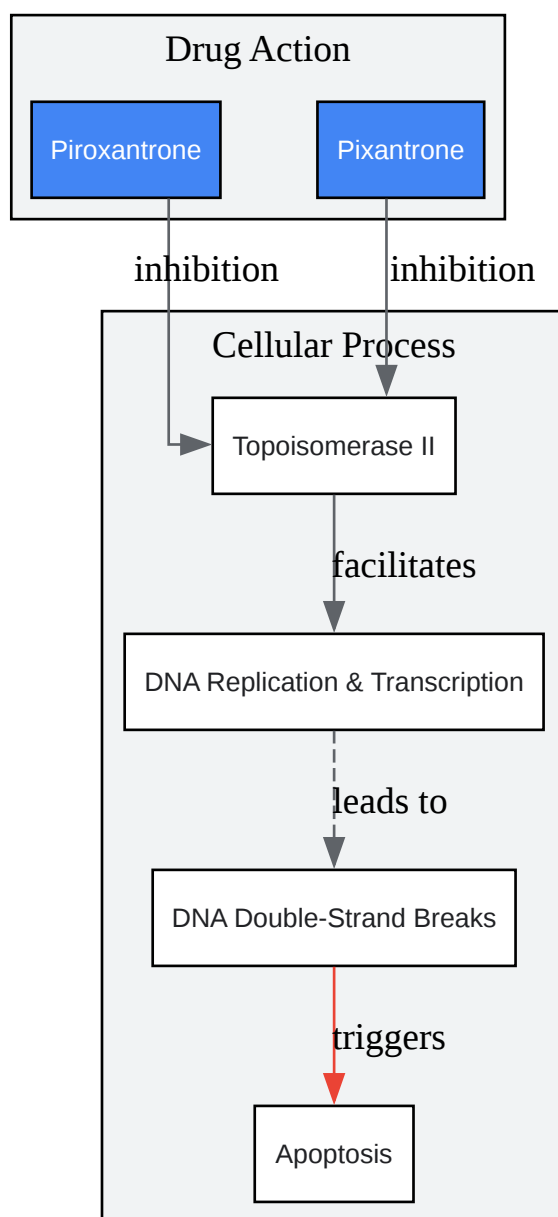 Drug Action
Piroxantrone
Pixantrone
inhibition
inhibition
Cellular Process
Topoisomerase II
facilitates
DNA Replication & Transcription
leads to
DNA Double-Strand Breaks
triggers
Apoptosis